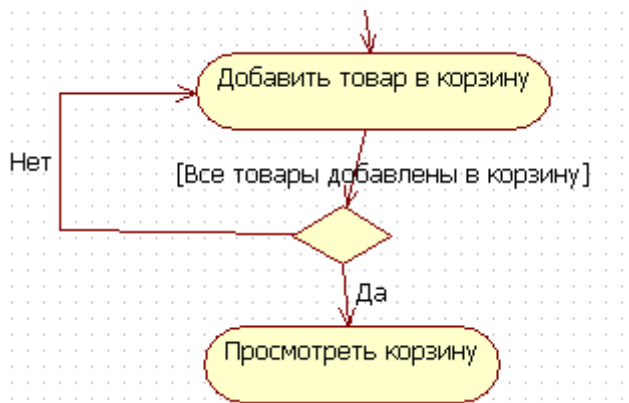 Добавить товар в корзину
Нет
[Все товары добавлены в корзину]
Да
Просмотреть корзину